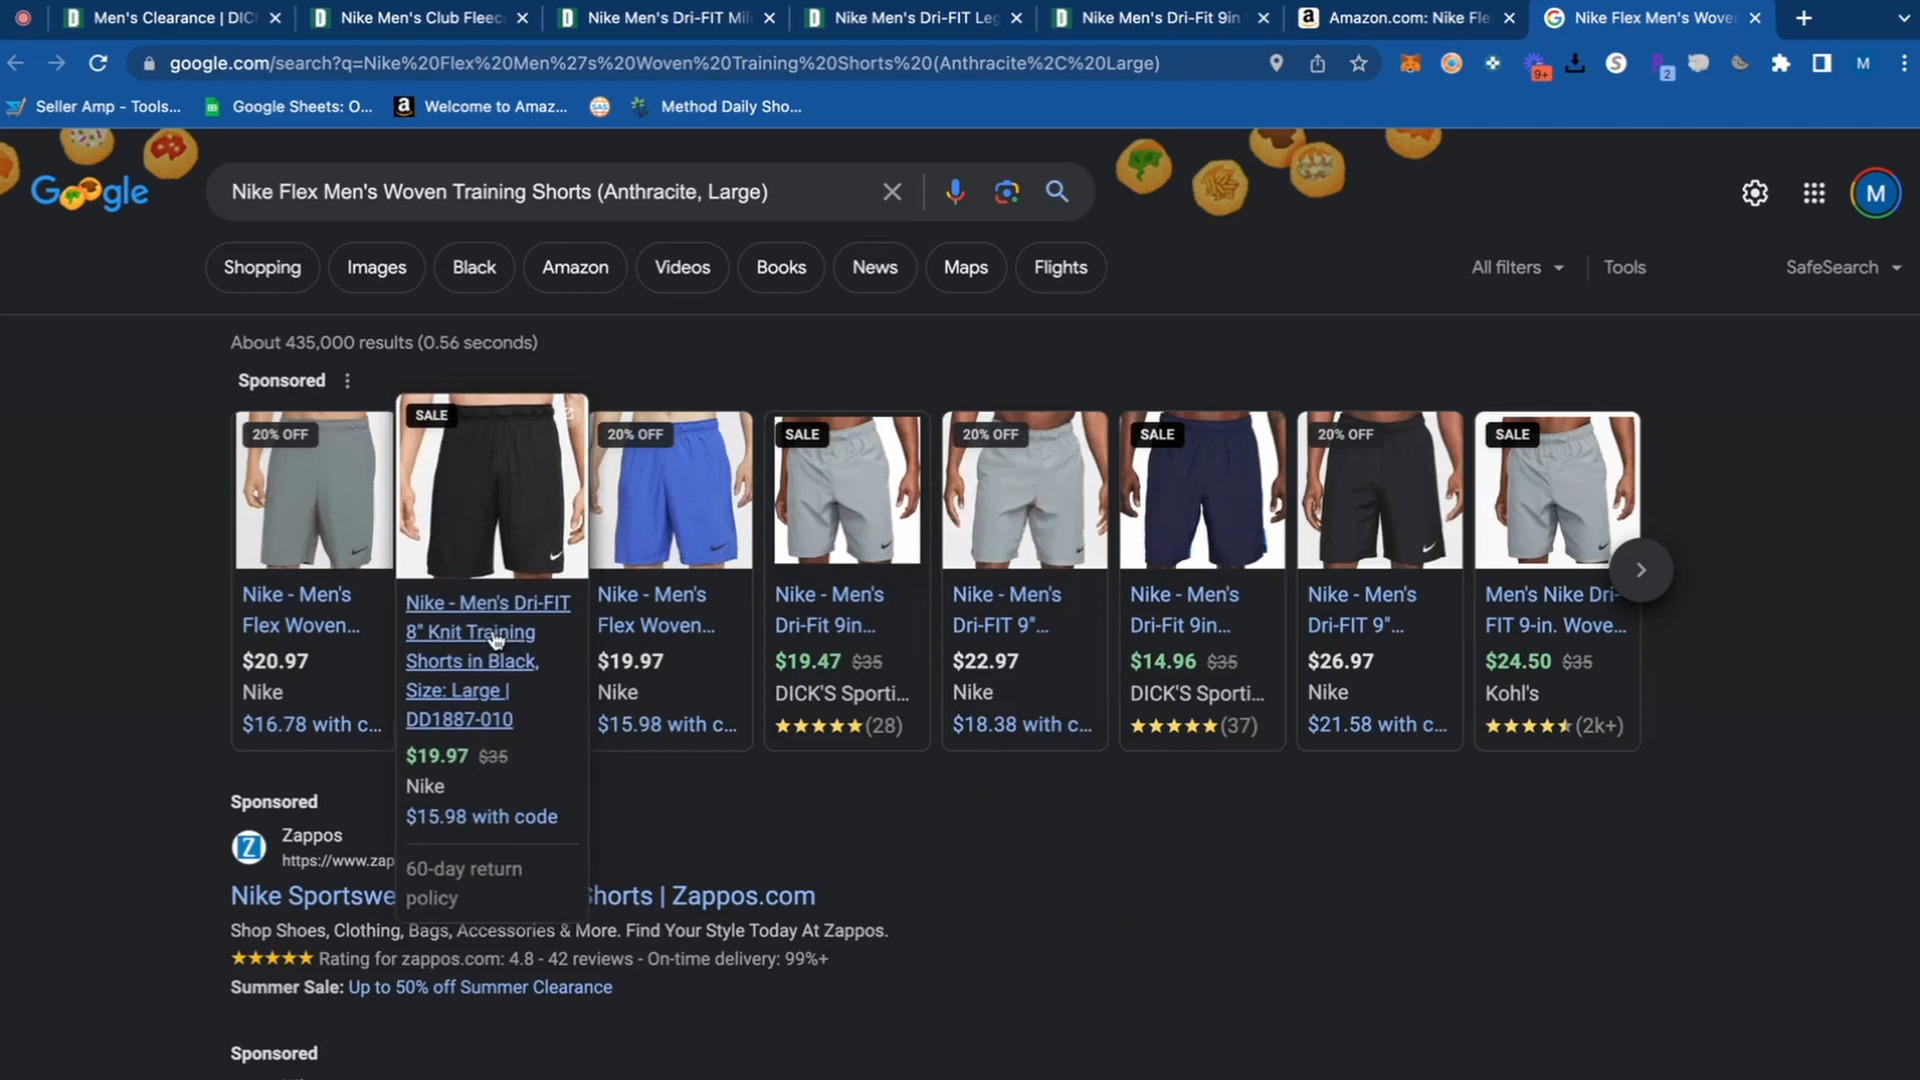 Men's Clearance | DIC
Nike Men's Club Fleec
Nike Men's Dri-FIT Mil
Nike Men's Dri-FIT Leg
Nike Men's Dri-Fit 9in
Amazon.com: Nike Fle
Nike Flex Men's Wove
google.com/search?q=Nike%20Flex%20Men%27s%20Woven%20Training%20Shorts%20(Anthracite%2C%20Large)
9+
2
M
Seller Amp - Tools...
Google Sheets: O...
Welcome to Amaz...
SAS
Method Daily Sho...
Google
Nike Flex Men's Woven Training Shorts (Anthracite, Large)
M
Shopping
Images
Black
Amazon
Videos
Books
News
Maps
Flights
All filters
Tools
SafeSearch
About 435,000 results (0.56 seconds)
Sponsored
20% OFF
Nike - Men's
Flex Woven...
$20.97
Nike
$16.78 with c...
SALE
Nike - Men's Dri-FIT
8" Knit Training
Shorts in Black,
Size: Large |
DD1887-010
$19.97 $35
Nike
$15.98 with code
60-day return
policy
20% OFF
Nike - Men's
Flex Woven...
$19.97
Nike
$15.98 with c...
SALE
Nike - Men's
Dri-Fit 9in...
$19.47 $35
DICK'S Sporti...
(28)
20% OFF
Nike - Men's
Dri-FIT 9"...
$22.97
Nike
$18.38 with c...
SALE
Nike - Men's
Dri-Fit 9in...
$14.96 $35
DICK'S Sporti...
(37)
20% OFF
Nike - Men's
Dri-FIT 9"...
$26.97
Nike
$21.58 with c...
SALE
Men's Nike Dri-
FIT 9-in. Wove...
$24.50 $35
Kohl's
(2k+)
Sponsored
Z
Zappos
https://www.zap
Nike Sportswe horts | Zappos.com
Shop Shoes, Clothing, Bags, Accessories & More. Find Your Style Today At Zappos.
Rating for zappos.com: 4.8 - 42 reviews - On-time delivery: 99%+
Summer Sale: Up to 50% off Summer Clearance
Sponsored